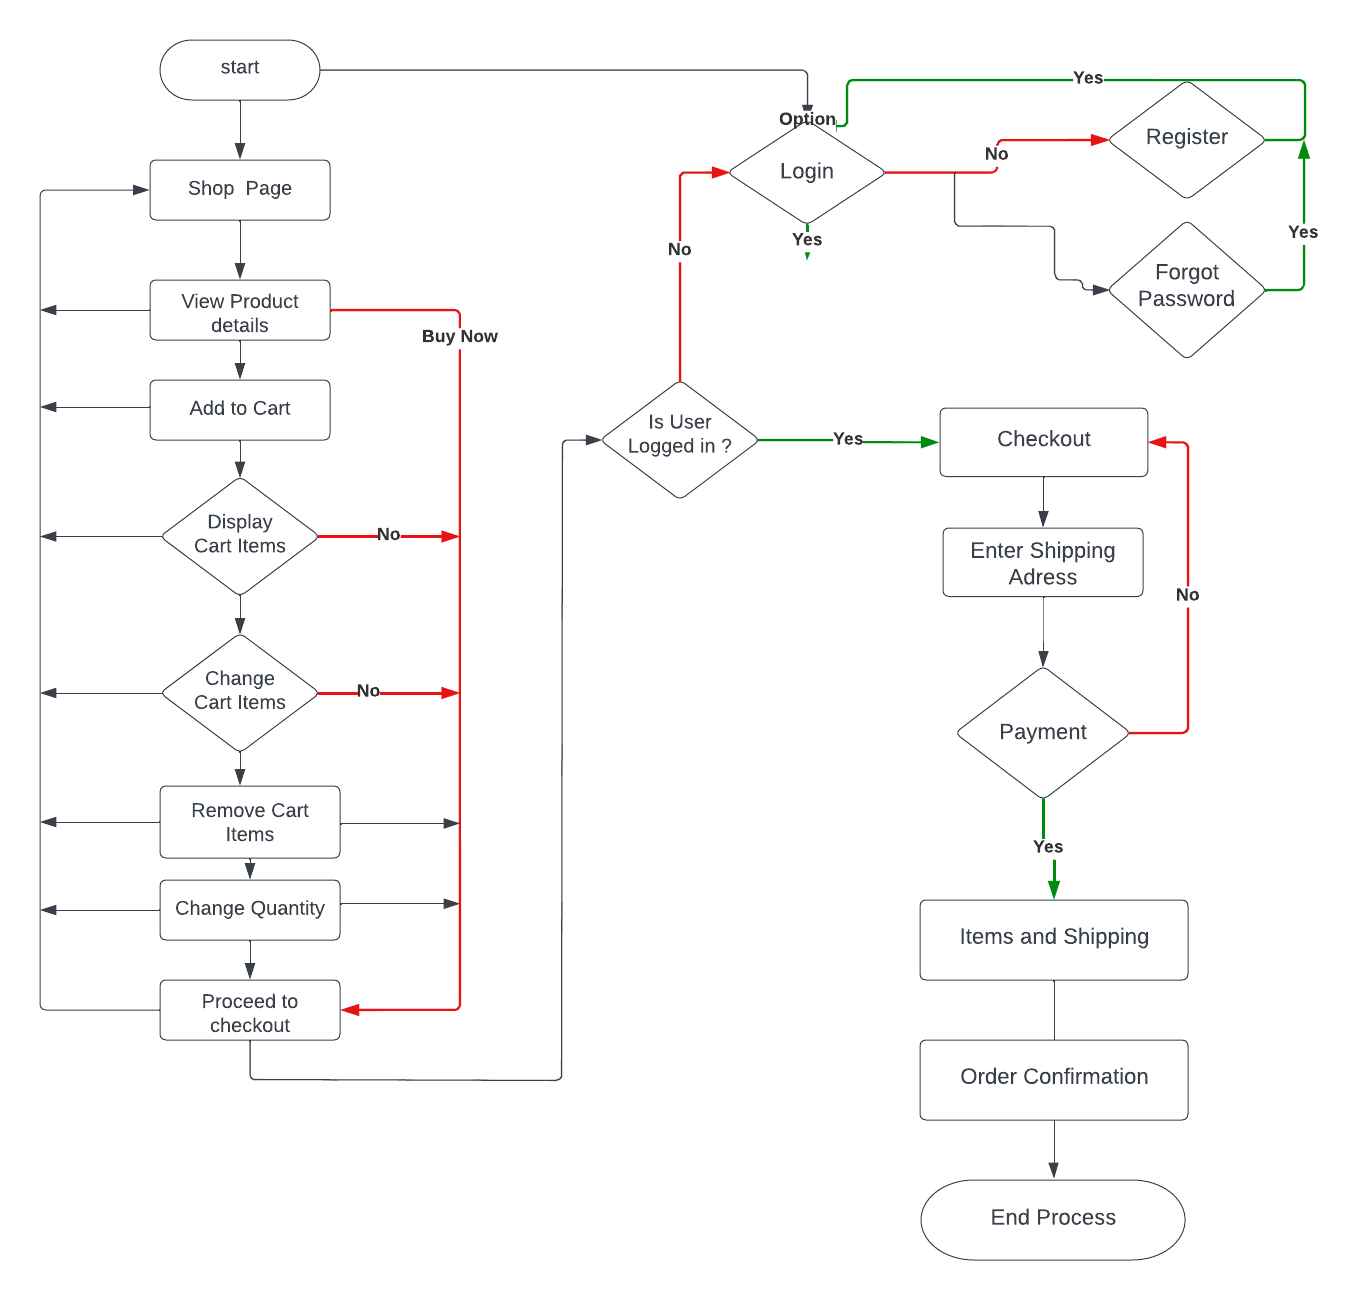 start
Shop  Page
View Product
details
Buy Now
Add to Cart
Display
Cart Items
No
Change
Cart Items
No
Remove Cart
Items
Change Quantity
Proceed to
checkout
Option
Login
Yes
No
Register
Yes
Forgot
Password
Yes
No
Is User
Logged in ?
Yes
Checkout
Enter Shipping
Adress
No
Payment
Yes
Items and Shipping
Order Confirmation
End Process